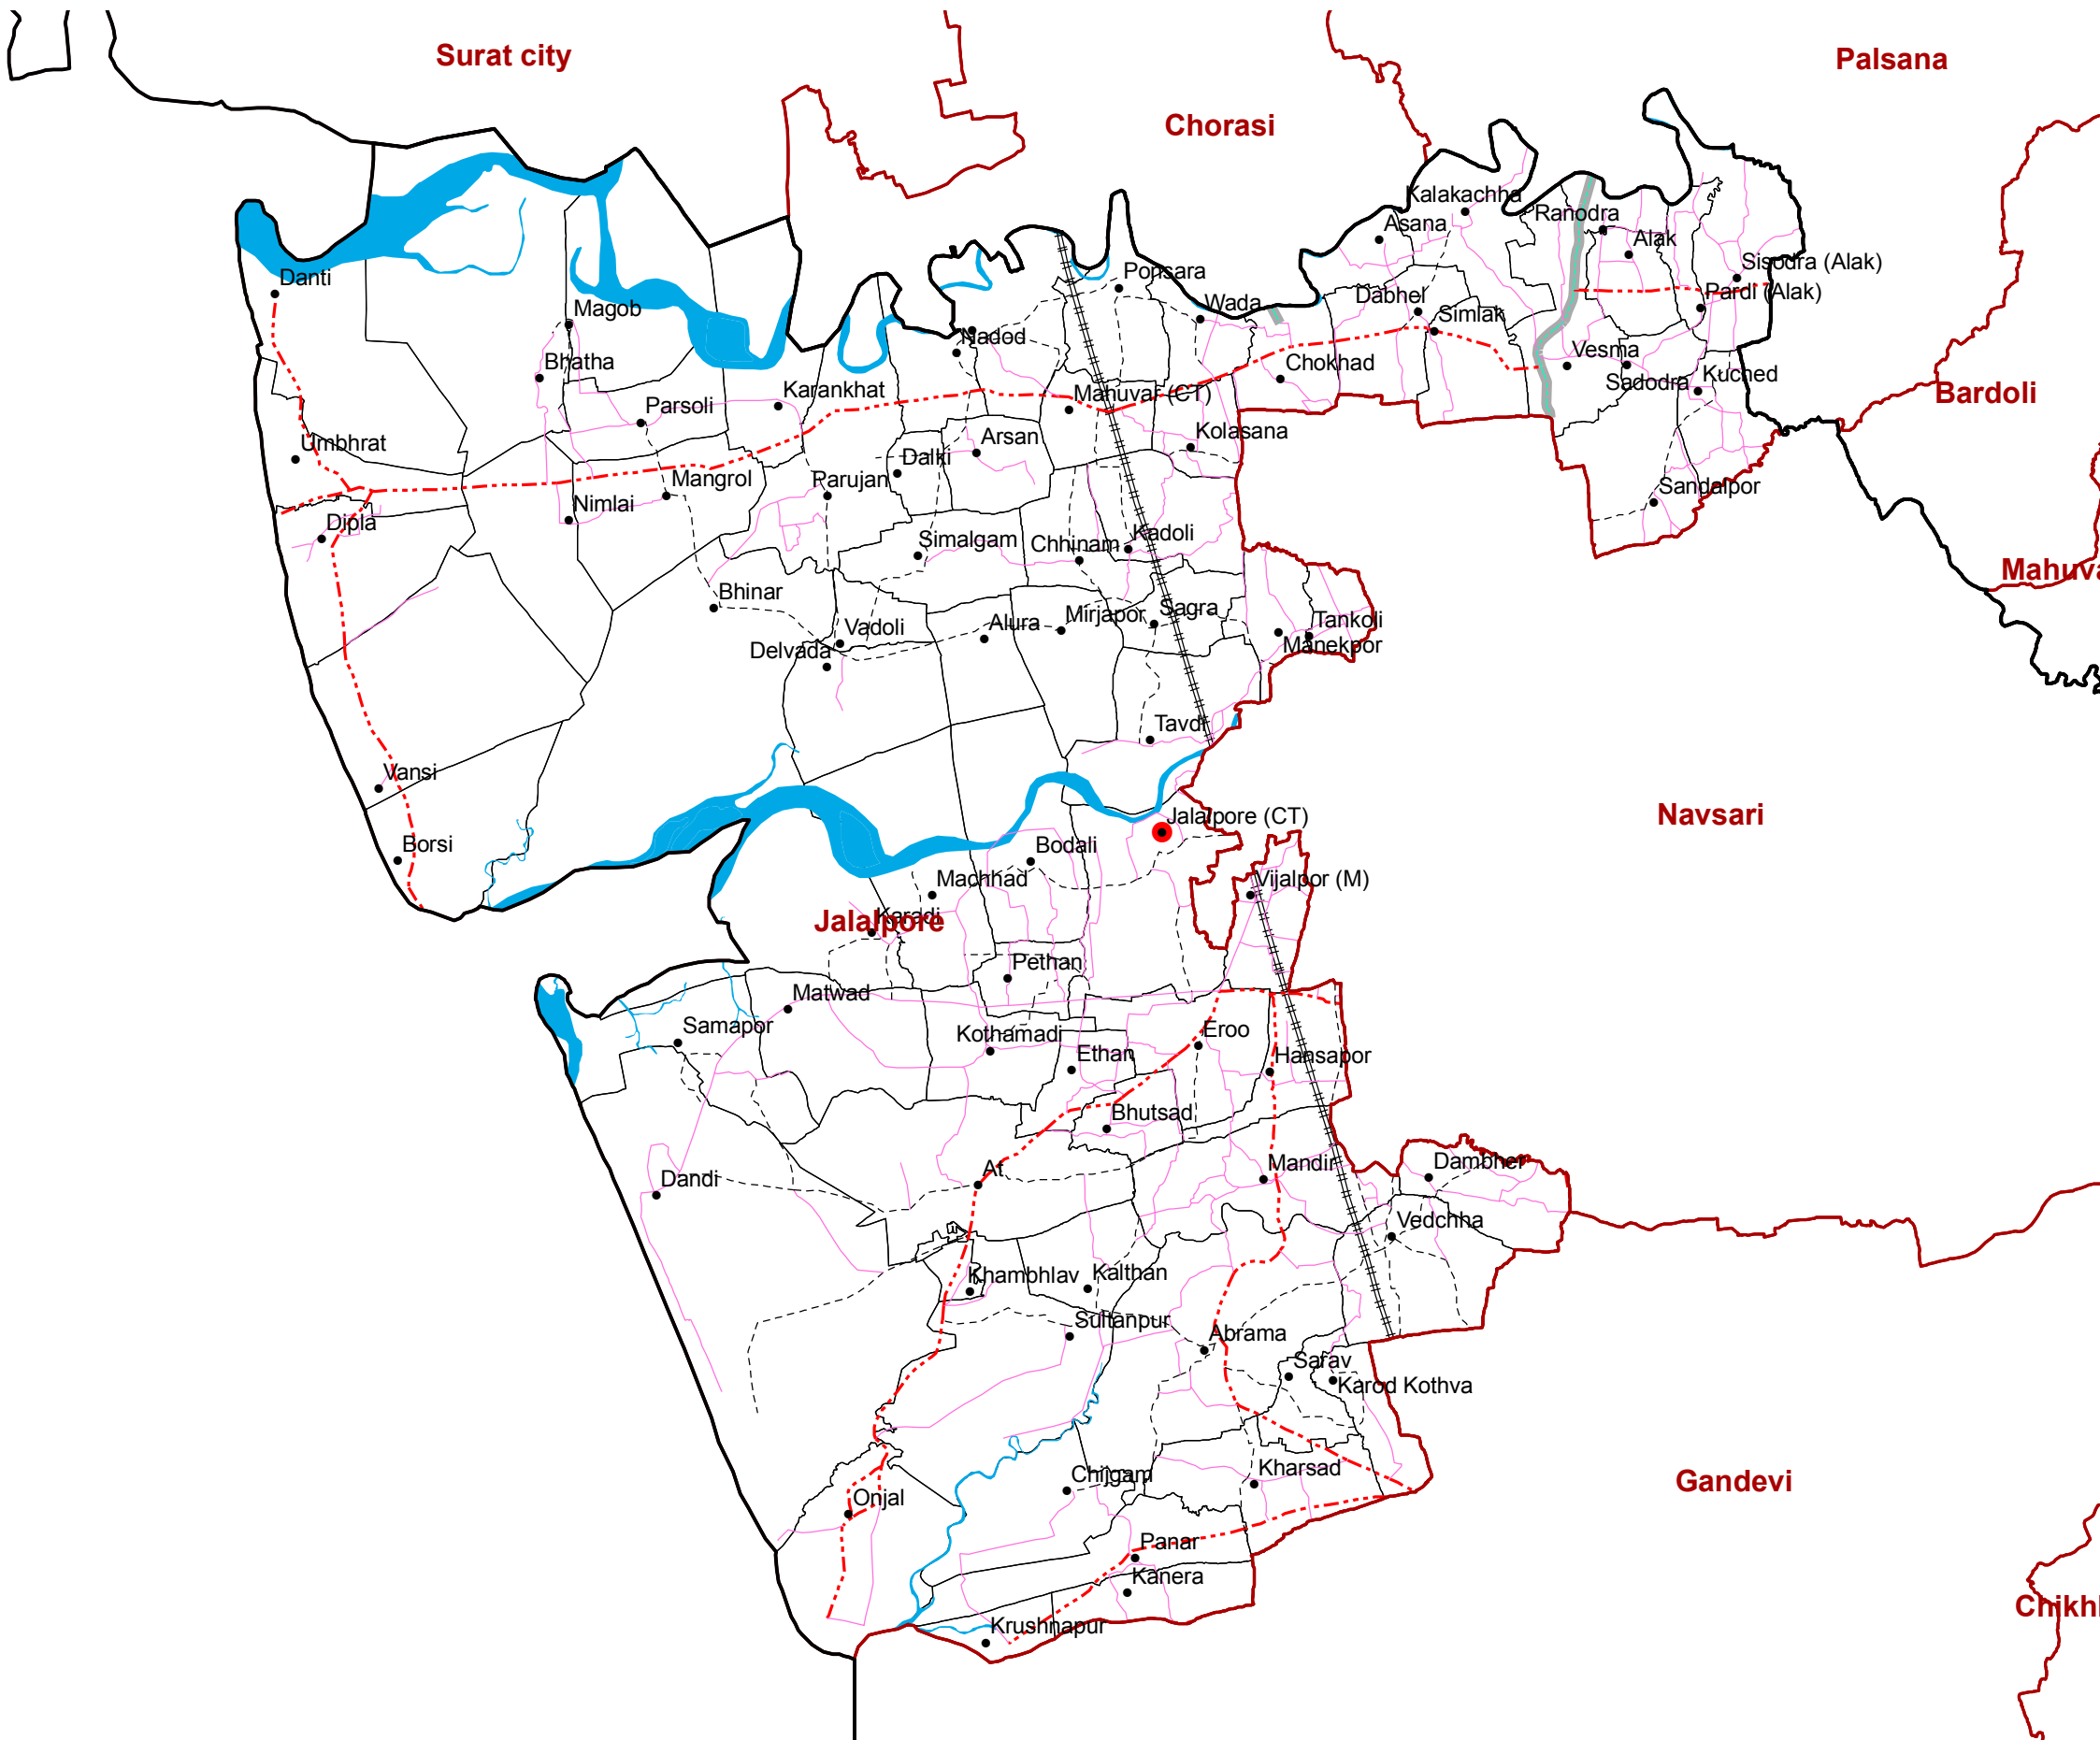 Surat city
Palsana
Chorasi
Kalakachha
Ranodra
Asana
Alak
Sisodra (Alak)
Danti
Ponsara
Pardi (Alak)
Dabhel
Wada
Magob
Simlak
Nadod
Vesma
Bhatha
Chokhad
Kuched
Sadodra
Karankhat
Mahuvar (CT)
Bardoli
Parsoli
Kolasana
Arsan
Umbhrat
Dalki
Mangrol
Parujan
Sandalpor
Nimlai
Dipla
Kadoli
Simalgam
Chhinam
Mahuva
Bhinar
Sagra
Mirjapor
Tankoli
Alura
Vadoli
Manekpor
Delvada
Tavdi
Vansi
Jalalpore (CT)
Navsari
Borsi
Bodali
Machhad
Vijalpor (M)
Karadi
Jalalpore
Pethan
Matwad
Samapor
Eroo
Kothamadi
Ethan
Hansapor
Bhutsad
Mandir
Dambher
At
Dandi
Vedchha
Kalthan
Khambhlav
Sultanpur
Abrama
Sarav
Karod Kothva
Kharsad
Chijgam
Gandevi
Onjal
Panar
Kanera
Chikhl
Krushnapur